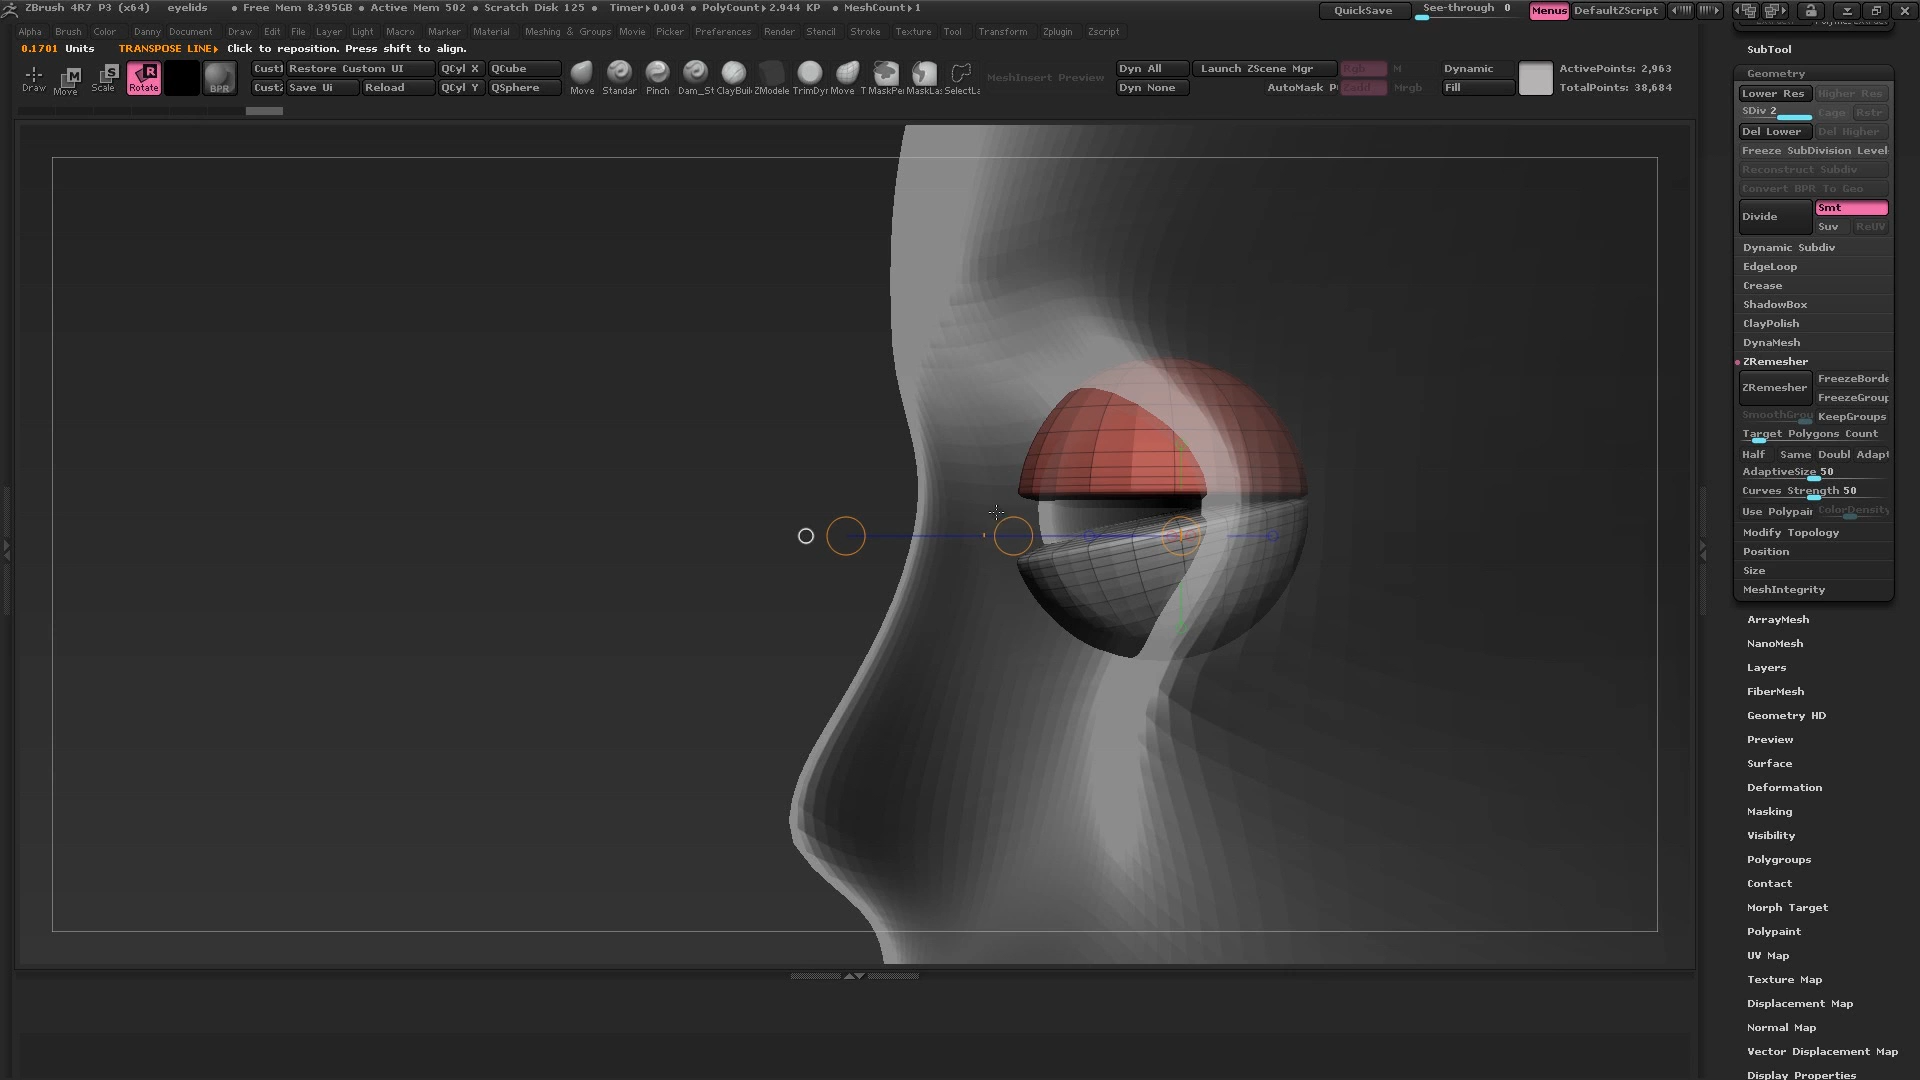 ZBrush 4R7 P3 (x64) eyelids • Free Mem 8.395GB • Active Mem 502 • Scratch Disk 125 • Timer▸0.004 • PolyCount▸2.944 KP • MeshCount▸1 QuickSave See-through 0 Menus DefaultZScript
Alpha Brush Color Danny Document Draw Edit File Layer Light Macro Marker Material Meshing & Groups Movie Picker Preferences Render Stencil Stroke Texture Tool Transform Zplugin Zscript
0.1701 Units TRANSPOSE LINE▸ Click to reposition. Press shift to align.
Cust1 Restore Custom UI QCyl X QCube
Cust2 Save Ui Reload QCyl Y QSphere
Draw Move Scale Rotate BPR
Move Standar Pinch Dam_St ClayBuil ZModele TrimDy Move T MaskPe MaskLa SelectLa
MeshInsert Preview
Dyn All Launch ZScene Mgr Rgb M Dynamic ActivePoints: 2,963
Dyn None AutoMask P Zadd Mrgb Fill TotalPoints: 38,684
SubTool
Geometry
Lower Res Higher Res
SDiv 2 Cage Rstr
Del Lower Del Higher
Freeze SubDivision Level
Reconstruct Subdiv
Convert BPR To Geo
Divide Smt
Suv ReUV
Dynamic Subdiv
EdgeLoop
Crease
ShadowBox
ClayPolish
DynaMesh
ZRemesher
ZRemesher FreezeBorde
FreezeGroup
SmoothGrou KeepGroups
Target Polygons Count
Half Same Doubl Adapt
AdaptiveSize 50
Curves Strength 50
Use Polypair ColorDensity
Modify Topology
Position
Size
MeshIntegrity
ArrayMesh
NanoMesh
Layers
FiberMesh
Geometry HD
Preview
Surface
Deformation
Masking
Visibility
Polygroups
Contact
Morph Target
Polypaint
UV Map
Texture Map
Displacement Map
Normal Map
Vector Displacement Map
Display Properties